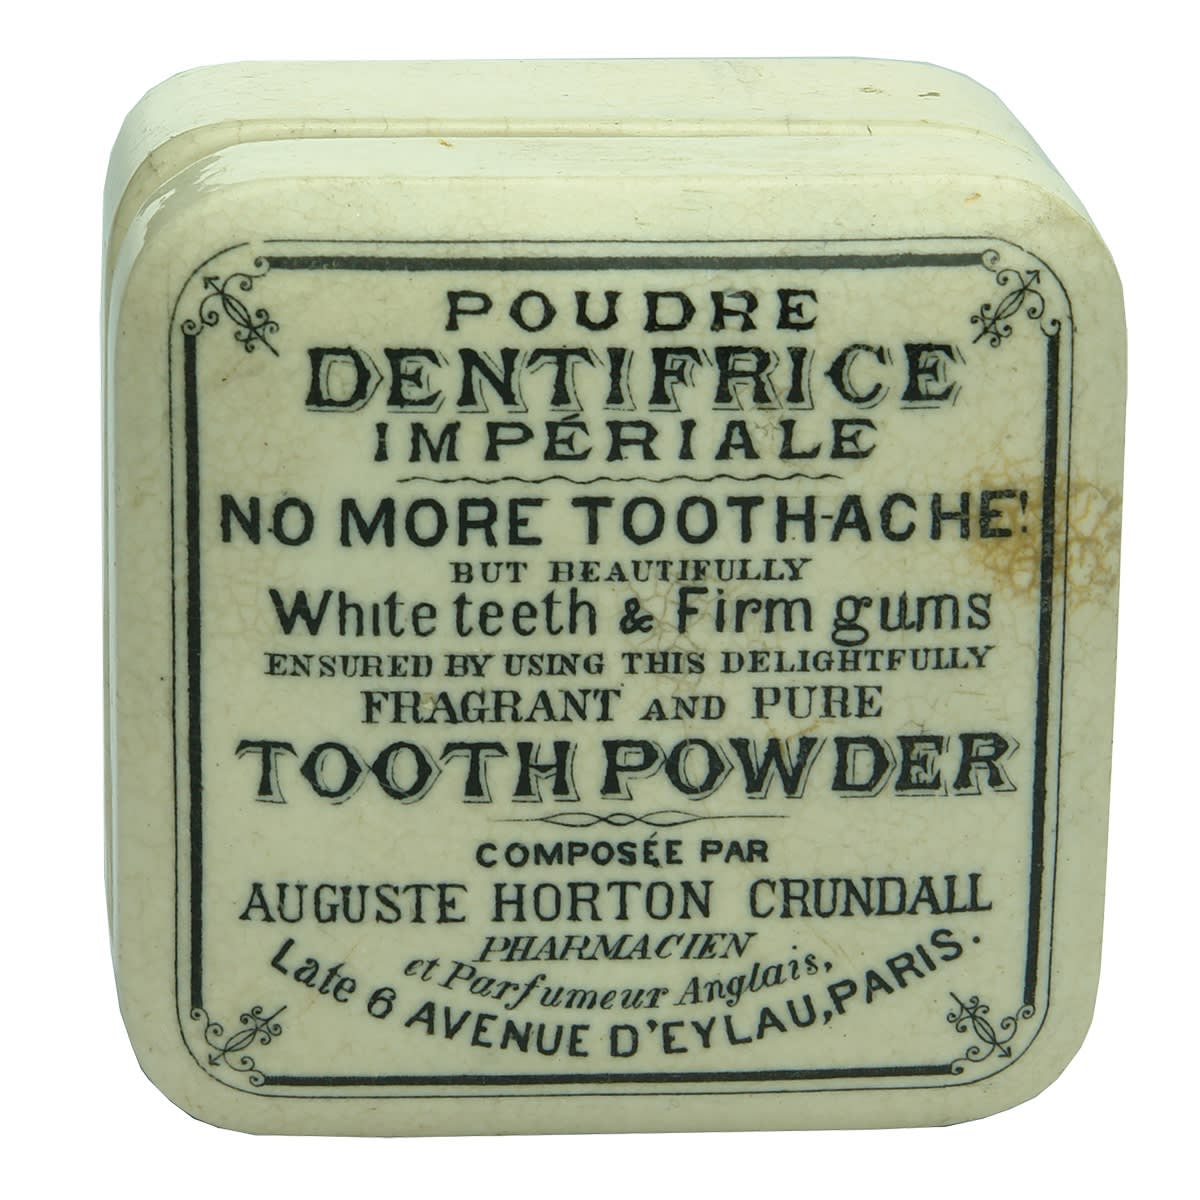 POUDRE
DENTIFRICE
IMPÉRIALE
NO MORE TOOTH-ACHE!
BUT BEAUTIFULLY
White teeth & Firm gums
ENSURED BY USING THIS DELIGHTFULLY
FRAGRANT AND PURE
TOOTH POWDER
COMPOSÉE PAR
AUGUSTE HORTON CRUNDALL
PHARMACIEN
et Parfumeur Anglais,
Late 6 AVENUE D'EYLAU, PARIS.